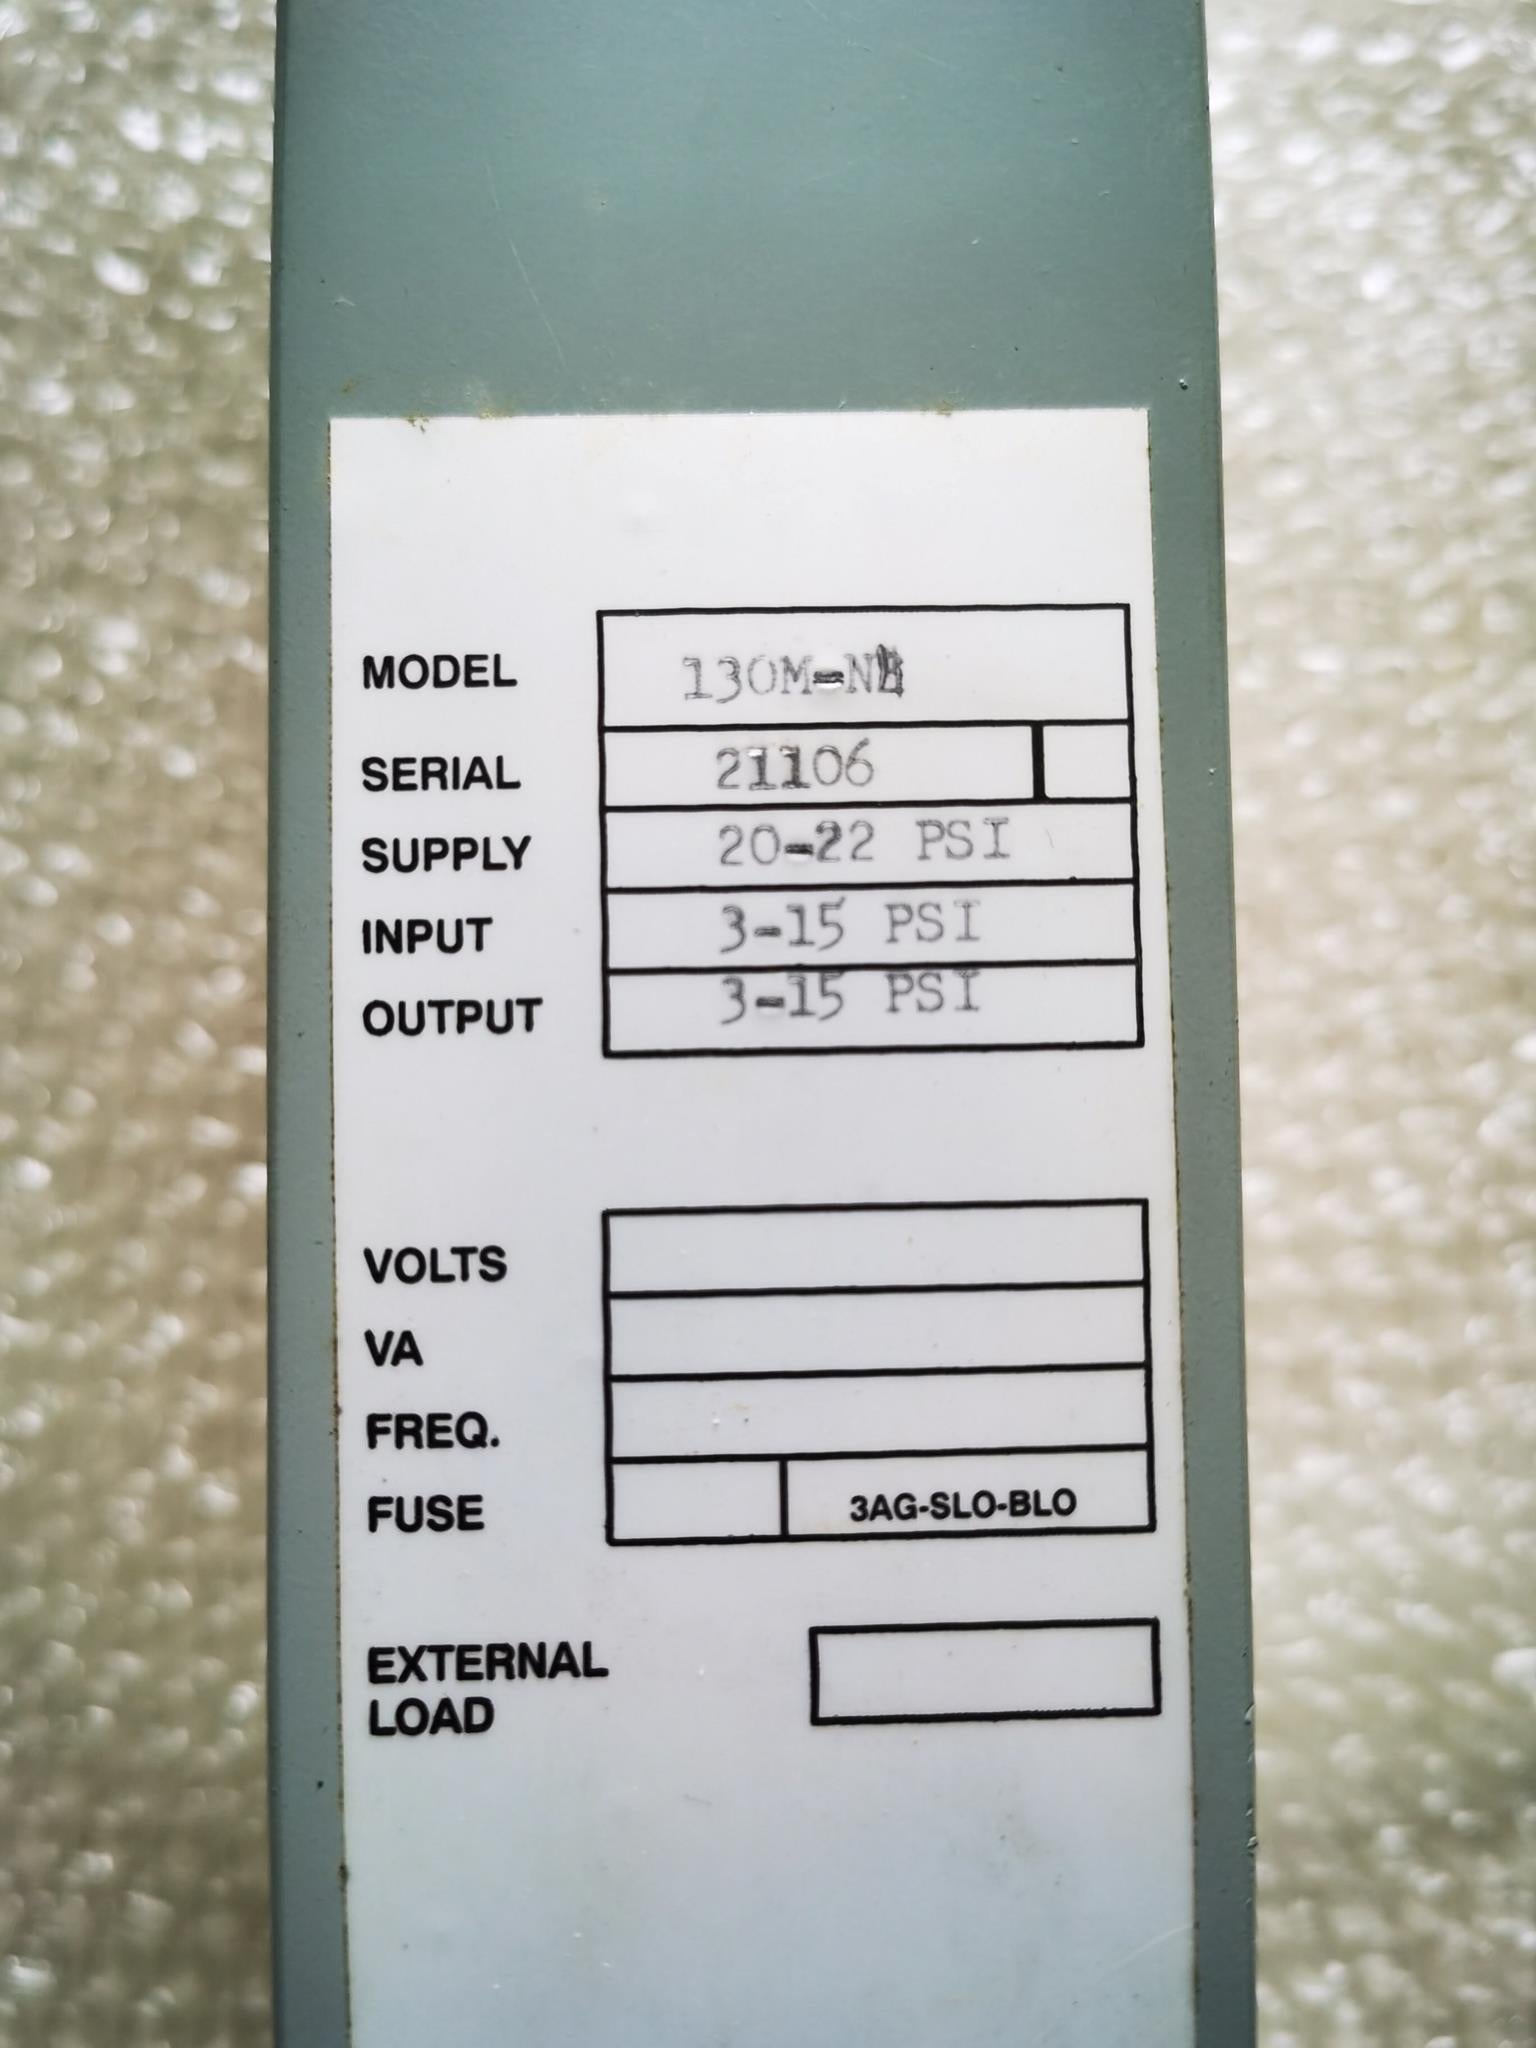 MODEL 130M-N4
SERIAL 21106
SUPPLY 20-22 PSI
INPUT 3-15 PSI
OUTPUT 3-15 PSI
VOLTS
VA
FREQ.
FUSE 3AG-SLO-BLO
EXTERNAL
LOAD